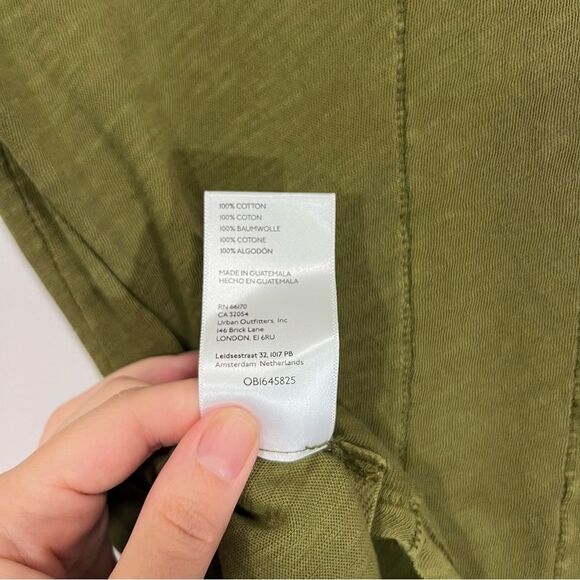 100% COTTON
100% COTON
100% BAUMWOLLE
100% COTONE
100% ALGODÓN
MADE IN GUATEMALA
HECHO EN GUATEMALA
RN 66170
CA 32054
Urban Outfitters, Inc
146 Brick Lane
LONDON, E1 6RU
Leidsestraat 32, 1017 PB
Amsterdam Netherlands
OB1645825